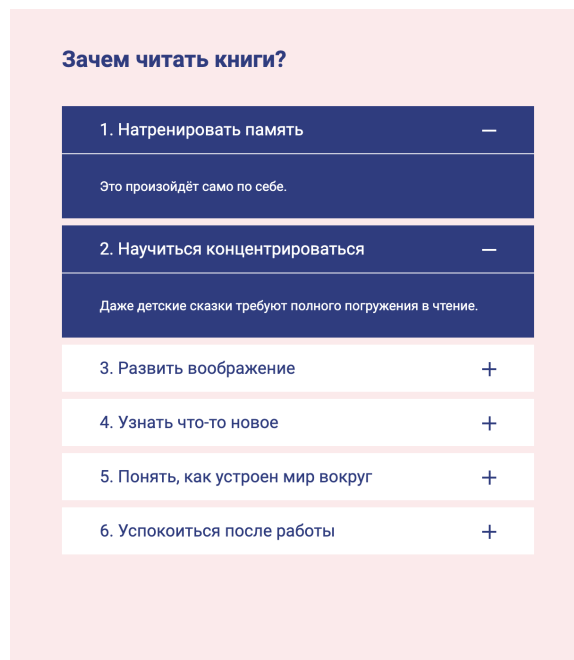 Зачем читать книги?
1. Натренировать память
Это произойдёт само по себе.
2. Научиться концентрироваться
Даже детские сказки требуют полного погружения в чтение.
3. Развить воображение
4. Узнать что-то новое
5. Понять, как устроен мир вокруг
6. Успокоиться после работы